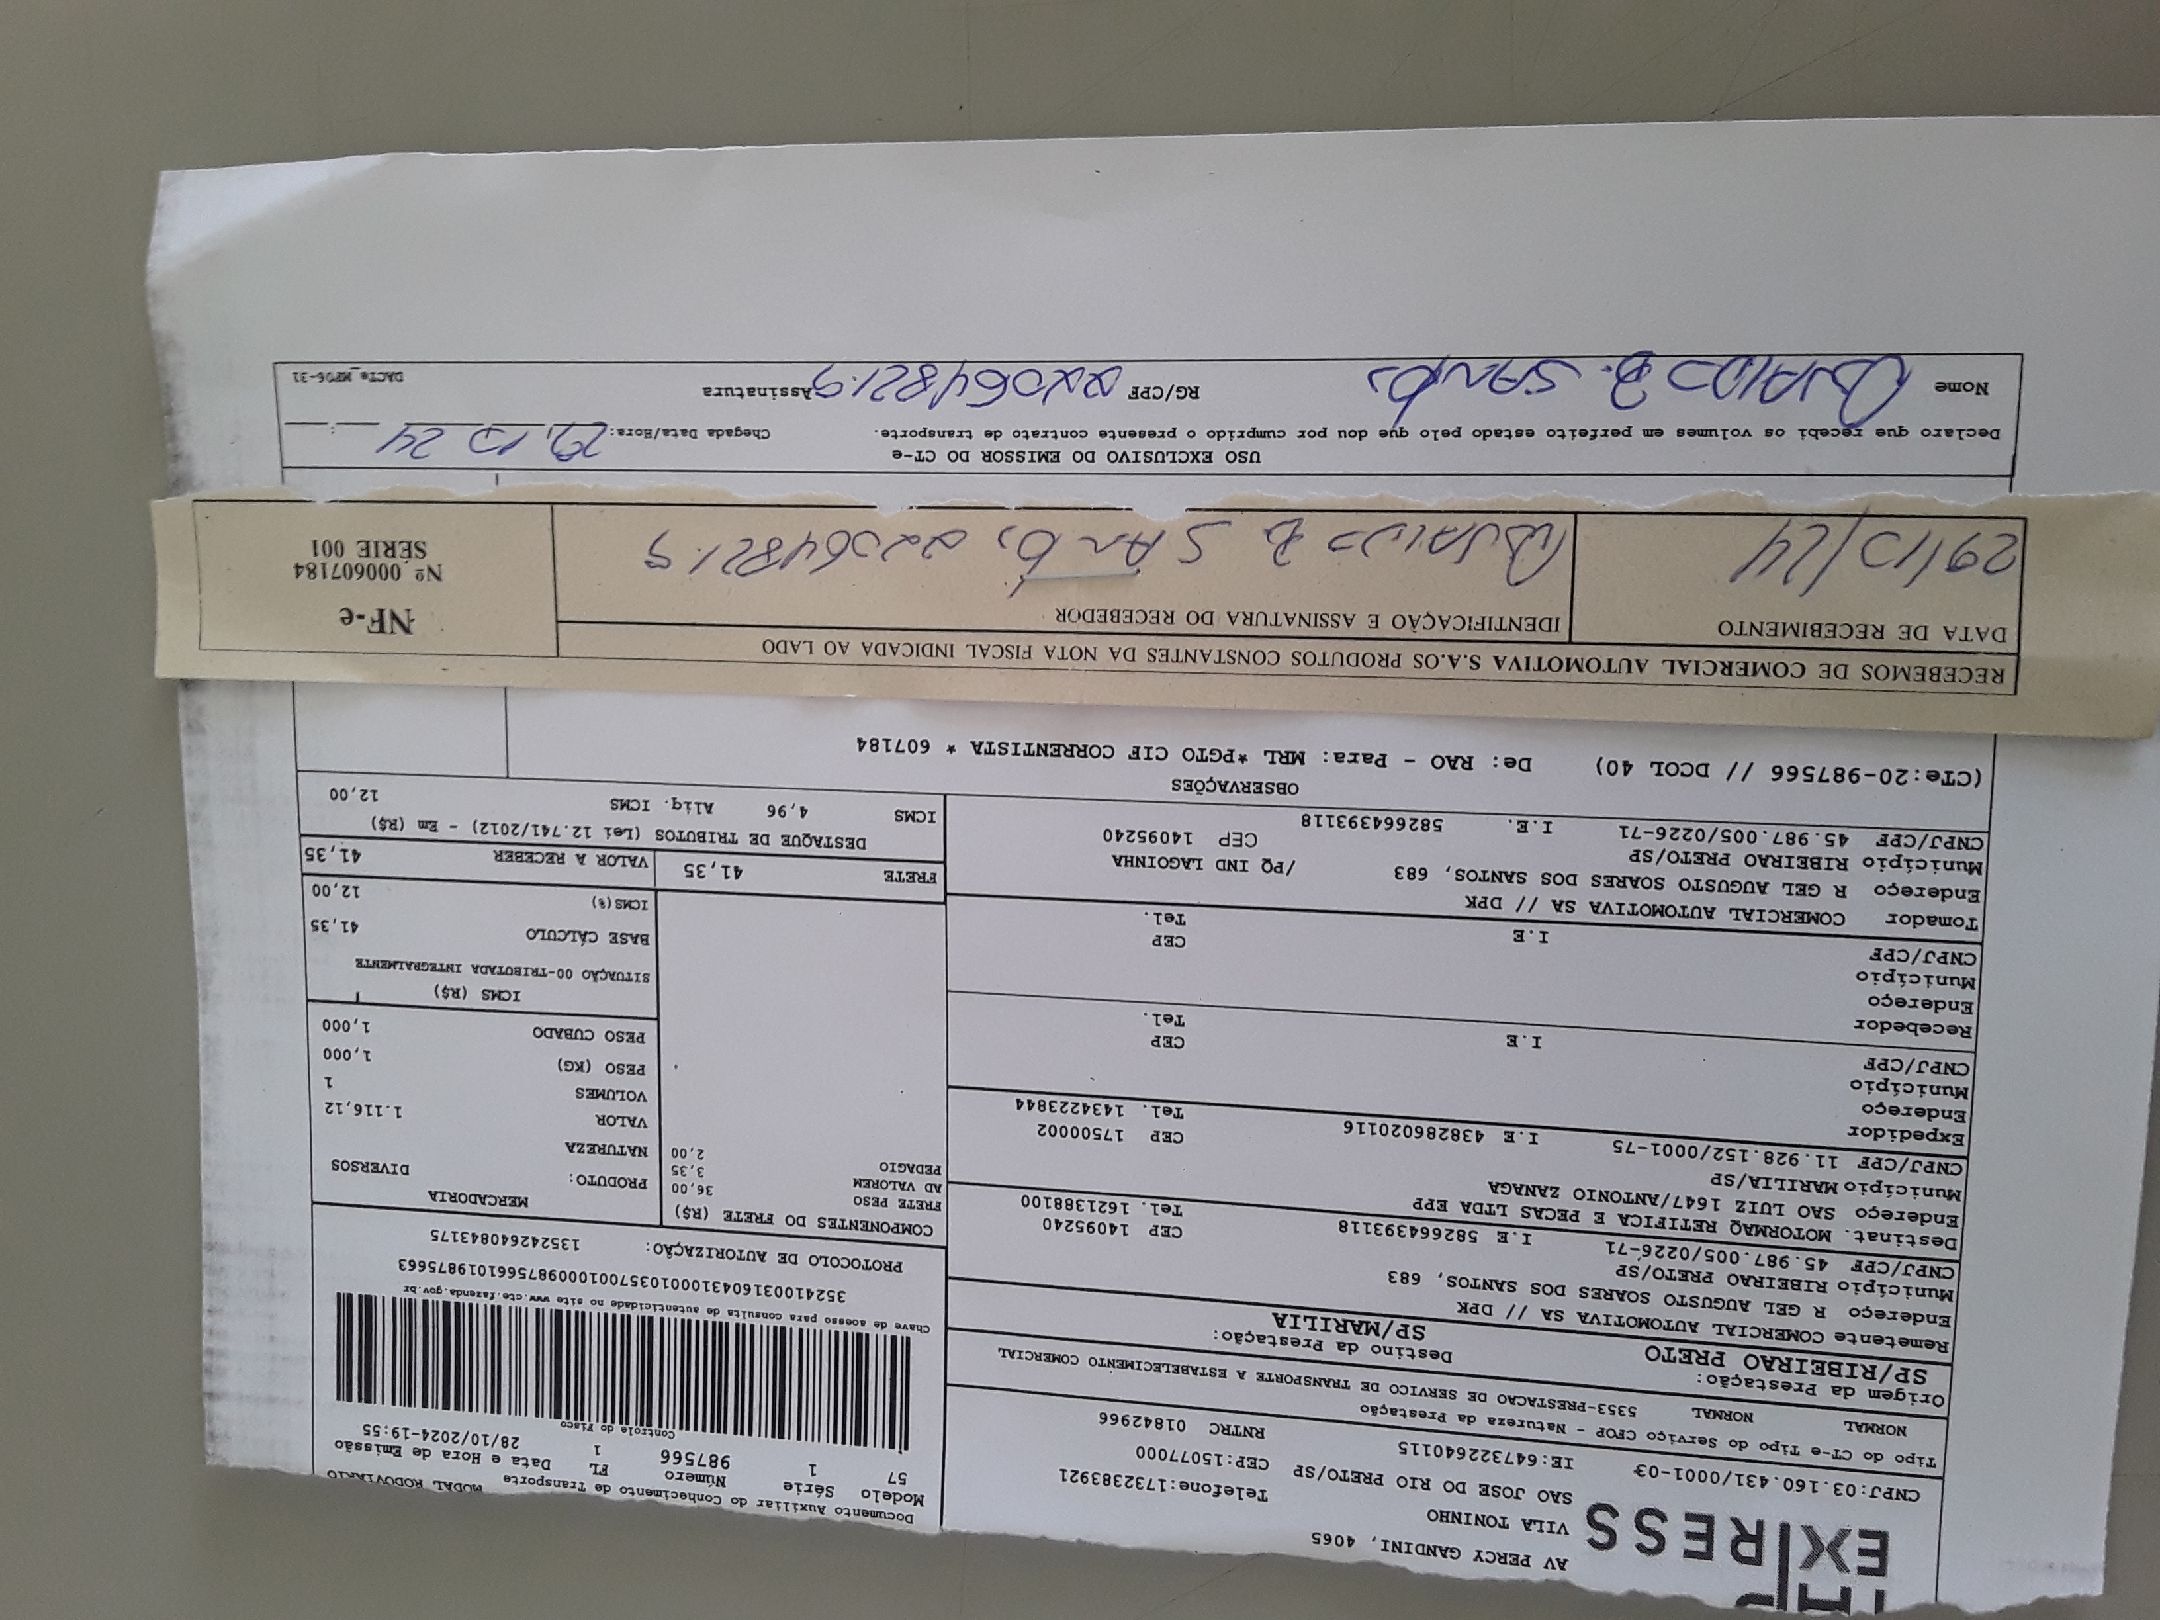 EXPRESS
AV PERCY GANDINI, 4065
VILA TONINHO
SAO JOSE DO RIO PRETO/SP CEP:15077000
Telefone:1732383921
CNPJ:03.160.431/0001-03 IE:647322640115 RNTRC 01842966
Documento Auxiliar do Conhecimento de Transporte MODAL RODOVIARIO
Modelo Série Número FL Data e Hora de Emissão
57 1 987566 1 28/10/2024-19:55
Controle do Fisco
Chave de acesso para consulta de autenticidade no site www.cte.fazenda.gov.br
35241003160431000103570010009875661019875663
PROTOCOLO DE AUTORIZAÇÃO: 135242640843175
Tipo do CT-e Tipo do Serviço CFOP - Natureza da Prestação
NORMAL NORMAL 5353-PRESTACAO DE SERVICO DE TRANSPORTE A ESTABELECIMENTO COMERCIAL
Origem da Prestação: Destino da Prestação:
SP/RIBEIRAO PRETO SP/MARILIA
Remetente COMERCIAL AUTOMOTIVA SA // DPK
Endereço R GEL AUGUSTO SOARES DOS SANTOS, 683
Município RIBEIRAO PRETO/SP CEP 14095240
CNPJ/CPF 45.987.005/0226-71 I.E 582664393118 Tel. 1621388100
Destinat. MOTORMAQ RETIFICA E PECAS LTDA EPP
Endereço SAO LUIZ 1647/ANTONIO ZANAGA
Município MARILIA/SP CEP 17500002
CNPJ/CPF 11.928.152/0001-75 I.E 438286020116 Tel. 1434223844
Expedidor
Endereço
Município CEP
CNPJ/CPF I.E Tel.
Recebedor
Endereço
Município CEP
CNPJ/CPF I.E Tel.
Tomador COMERCIAL AUTOMOTIVA SA // DPK
Endereço R GEL AUGUSTO SOARES DOS SANTOS, 683 /PQ IND LAGOINHA
Município RIBEIRAO PRETO/SP CEP 14095240
CNPJ/CPF 45.987.005/0226-71 I.E. 582664393118
COMPONENTES DO FRETE (R$)
FRETE PESO 36,00
AD VALOREM 3,35
PEDAGIO 2,00
MERCADORIA
PRODUTO: DIVERSOS
NATUREZA
VALOR 1.116,12
VOLUMES 1
PESO (KG) 1,000
PESO CUBADO 1,000
ICMS (R$)
SITUAÇÃO 00-TRIBUTADA INTEGRALMENTE
BASE CÁLCULO 41,35
ICMS(%) 12,00
FRETE 41,35 VALOR A RECEBER 41,35
DESTAQUE DE TRIBUTOS (Lei 12.741/2012) - Em (R$)
ICMS 4,96 Aliq. ICMS 12,00
OBSERVAÇÕES
(CTe:20-987566 // DCOL 40) De: RAO - Para: MRL *PGTO CIF CORRENTISTA * 607184
RECEBEMOS DE COMERCIAL AUTOMOTIVA S.A.OS PRODUTOS CONSTANTES DA NOTA FISCAL INDICADA AO LADO
DATA DE RECEBIMENTO IDENTIFICAÇÃO E ASSINATURA DO RECEBEDOR
29/10/24 B. SANTOS 22064821-9
NF-e
Nº 000607184
SÉRIE 001
USO EXCLUSIVO DO EMISSOR DO CT-e
Declaro que recebi os volumes em perfeito estado pelo que dou por cumprido o presente contrato de transporte. Chegada Data/Hora: 29, 10 24
Nome B. SANTOS RG/CPF 22064821-9 Assinatura
DACTe_MP06-31